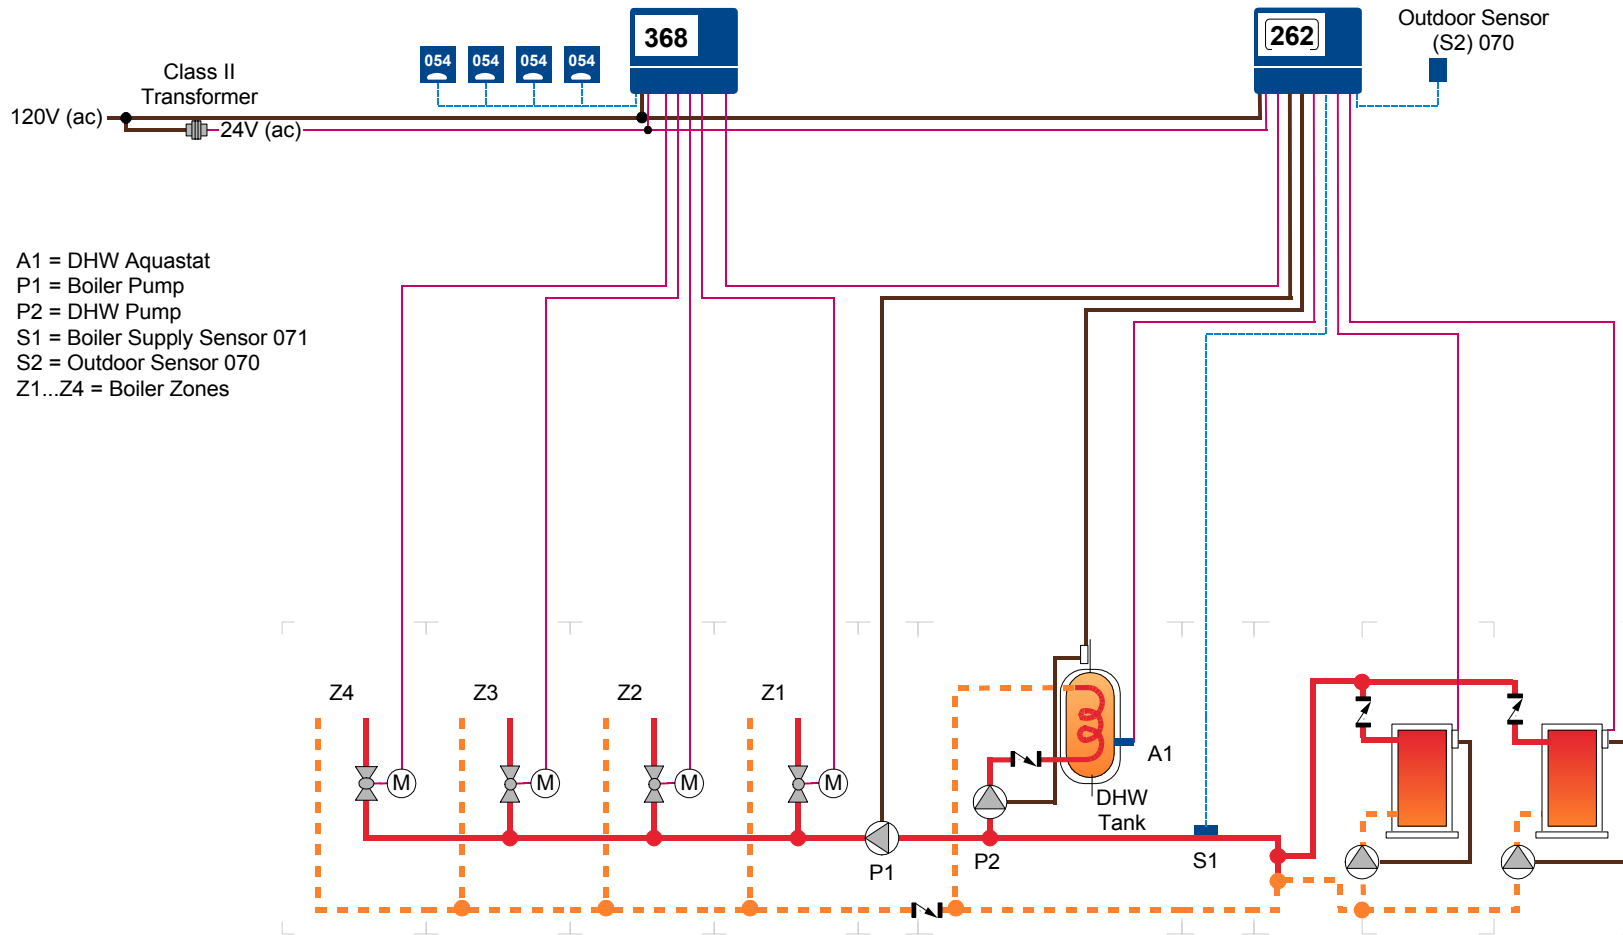 368
262
Outdoor Sensor
(S2) 070
054 054 054 054
Class II
Transformer
120V (ac)
24V (ac)
A1 = DHW Aquastat
P1 = Boiler Pump
P2 = DHW Pump
S1 = Boiler Supply Sensor 071
S2 = Outdoor Sensor 070
Z1...Z4 = Boiler Zones
Z4
Z3
Z2
Z1
M
M
M
M
A1
DHW
Tank
P1
P2
S1